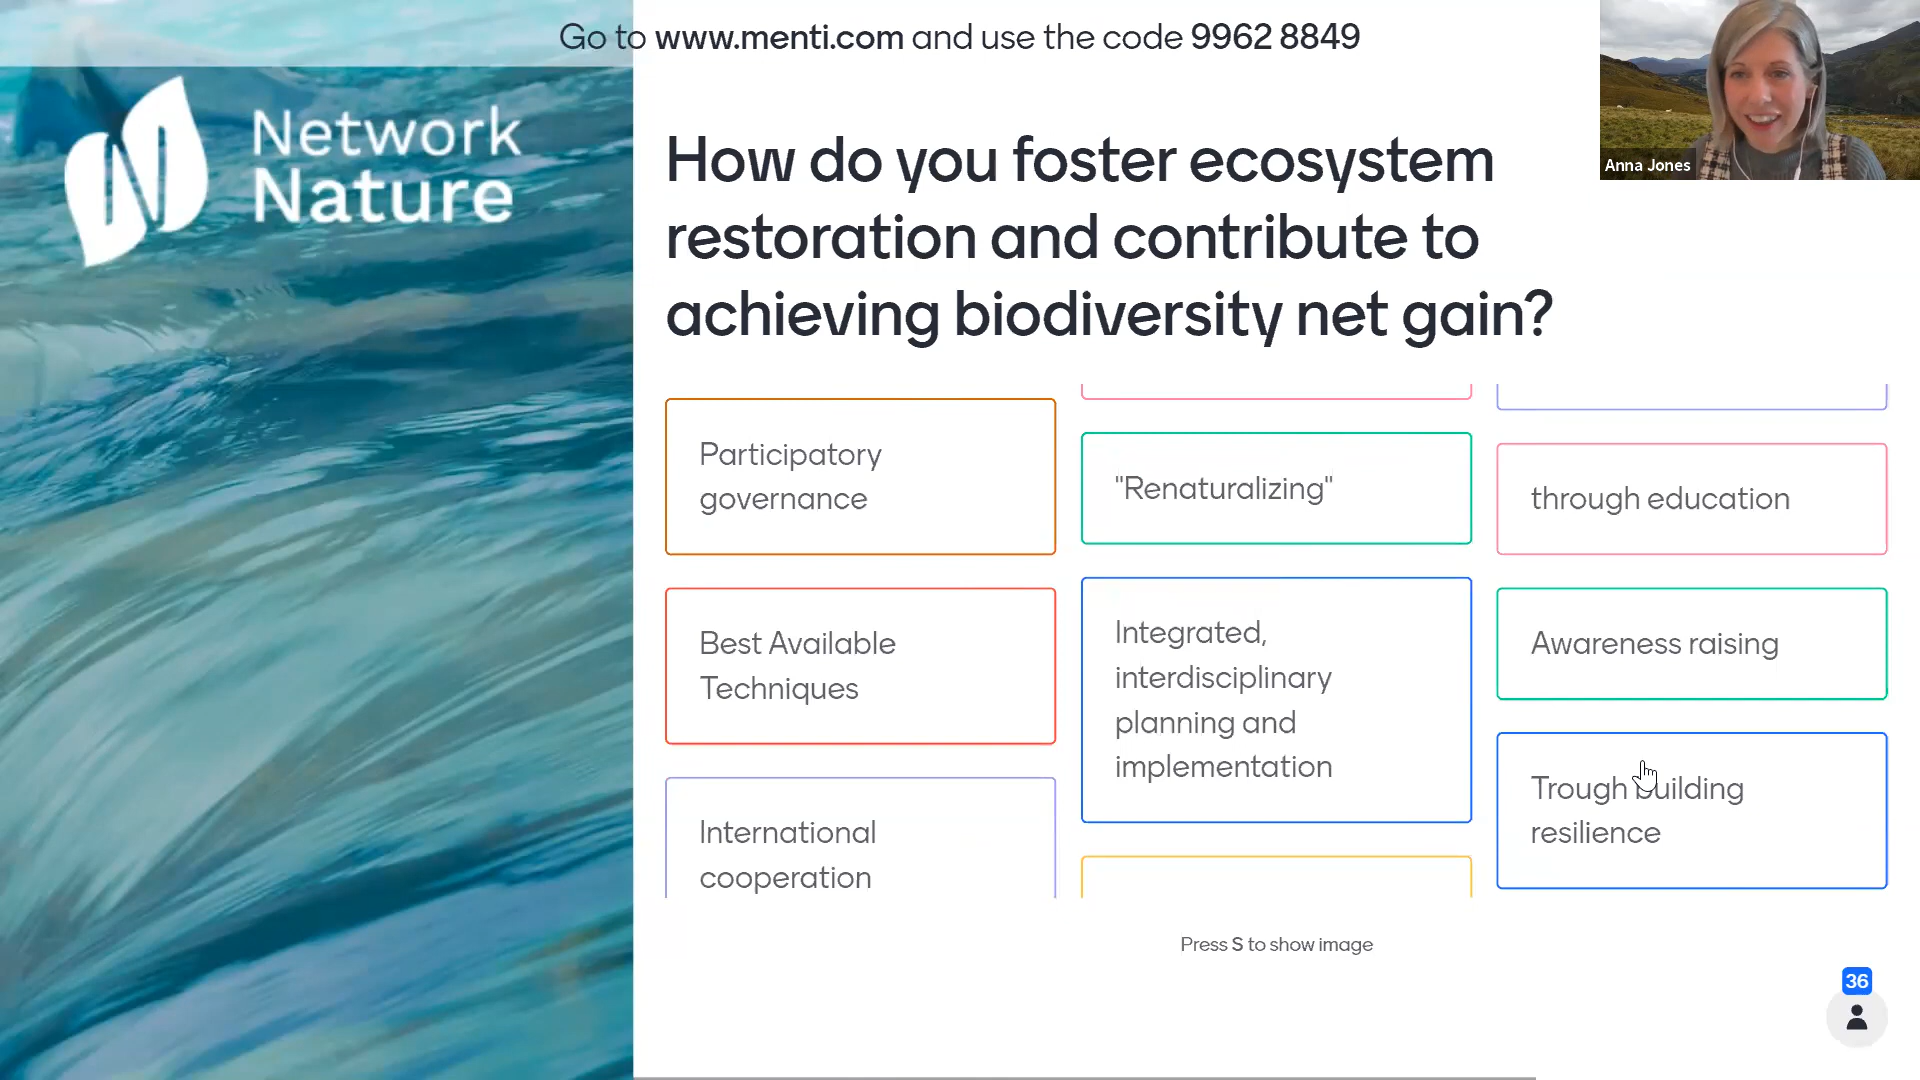 Go to www.menti.com and use the code 9962 8849
Network
Nature
Anna Jones
How do you foster ecosystem
restoration and contribute to
achieving biodiversity net gain?
Participatory
governance
Best Available
Techniques
International
cooperation
"Renaturalizing"
Integrated,
interdisciplinary
planning and
implementation
through education
Awareness raising
Trough building
resilience
Press S to show image
36